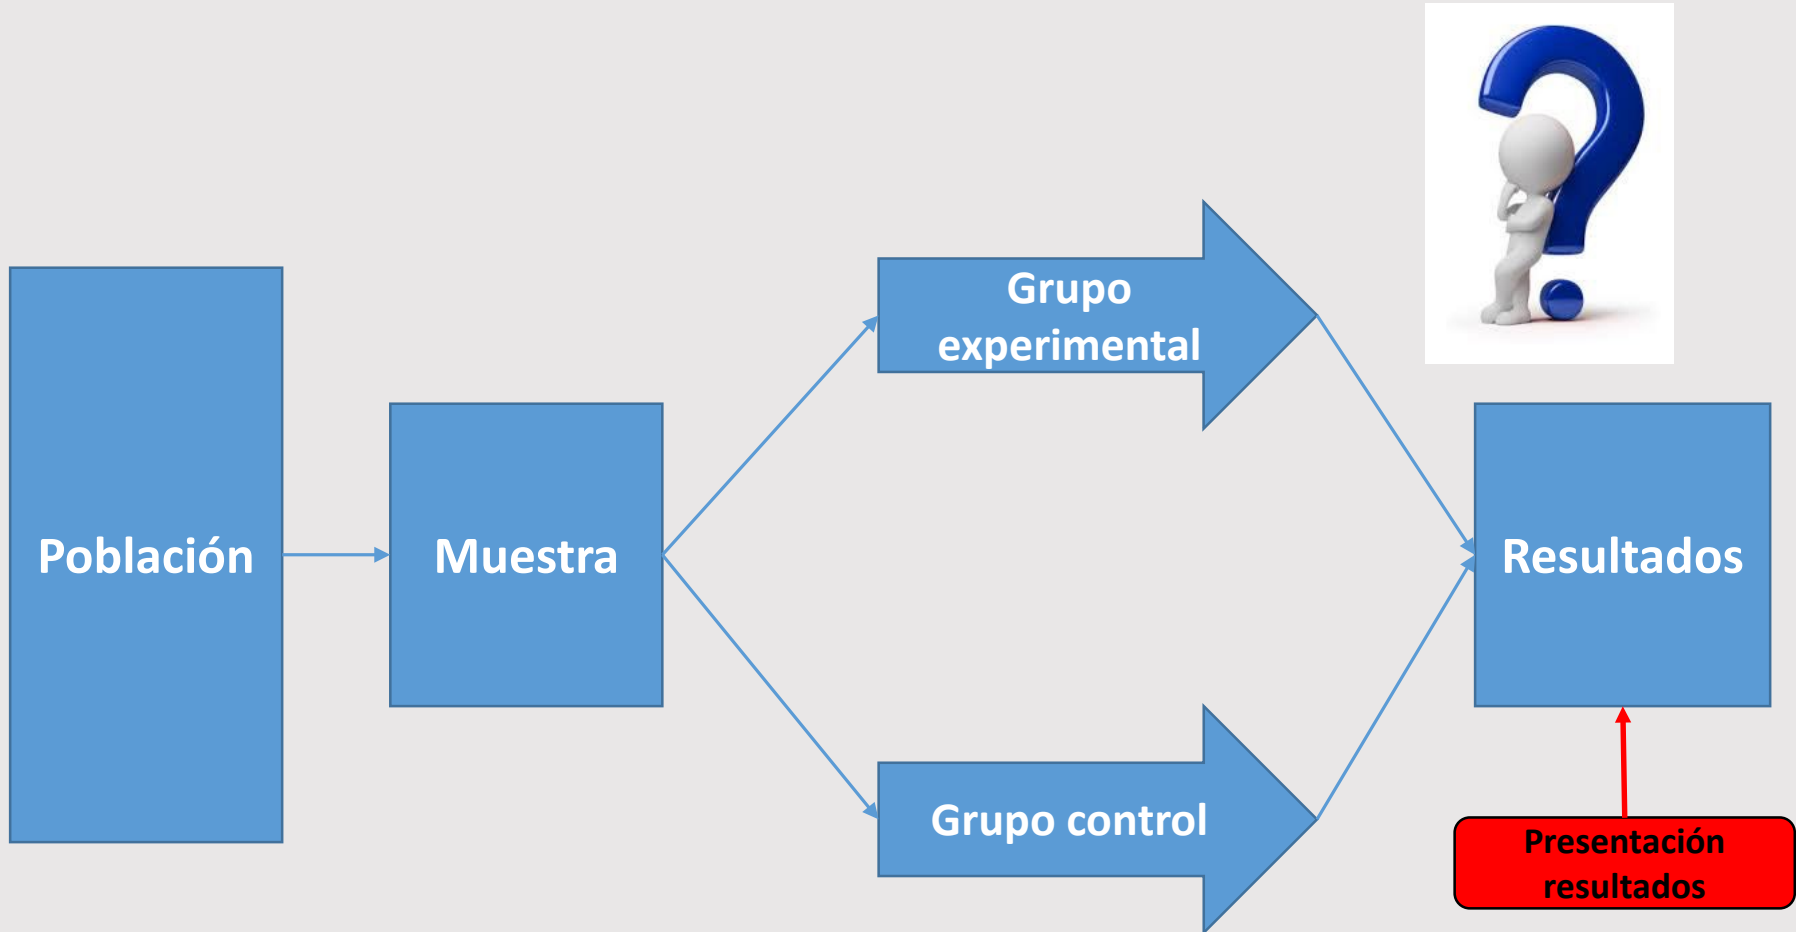 Población
Muestra
Grupo
experimental
Grupo control
Resultados
Presentación
resultados